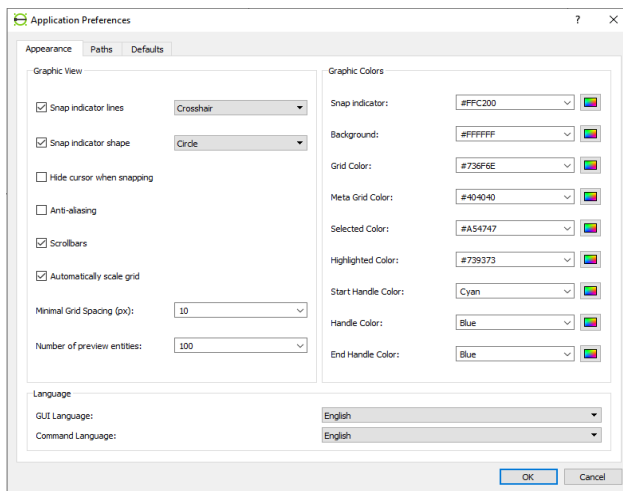 Application Preferences
Appearance Paths Defaults
Graphic View
Snap indicator lines Crosshair
Snap indicator shape Circle
Hide cursor when snapping
Anti-aliasing
Scrollbars
Automatically scale grid
Minimal Grid Spacing (px): 10
Number of preview entities: 100
Graphic Colors
Snap indicator: #FFC200
Background: #FFFFFF
Grid Color: #736F6E
Meta Grid Color: #404040
Selected Color: #A54747
Highlighted Color: #739373
Start Handle Color: Cyan
Handle Color: Blue
End Handle Color: Blue
Language
GUI Language: English
Command Language: English
OK Cancel